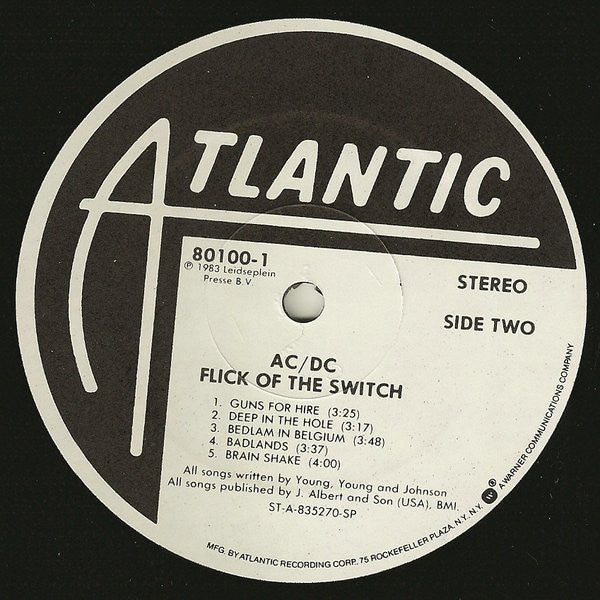 ATLANTIC
80100-1
℗ 1983 Leidseplein
Presse B.V.
STEREO
SIDE TWO
AC/DC
FLICK OF THE SWITCH
1. GUNS FOR HIRE (3:25)
2. DEEP IN THE HOLE (3:17)
3. BEDLAM IN BELGIUM (3:48)
4. BADLANDS (3:37)
5. BRAIN SHAKE (4:00)
All songs written by Young, Young and Johnson
All songs published by J. Albert and Son (USA), BMI.
ST-A-835270-SP
MFG. BY ATLANTIC RECORDING CORP. 75 ROCKEFELLER PLAZA, N.Y. N.Y. ® A WARNER COMMUNICATIONS COMPANY